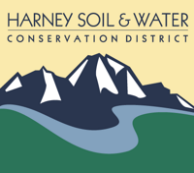 HARNEY SOIL & WATER
CONSERVATION DISTRICT